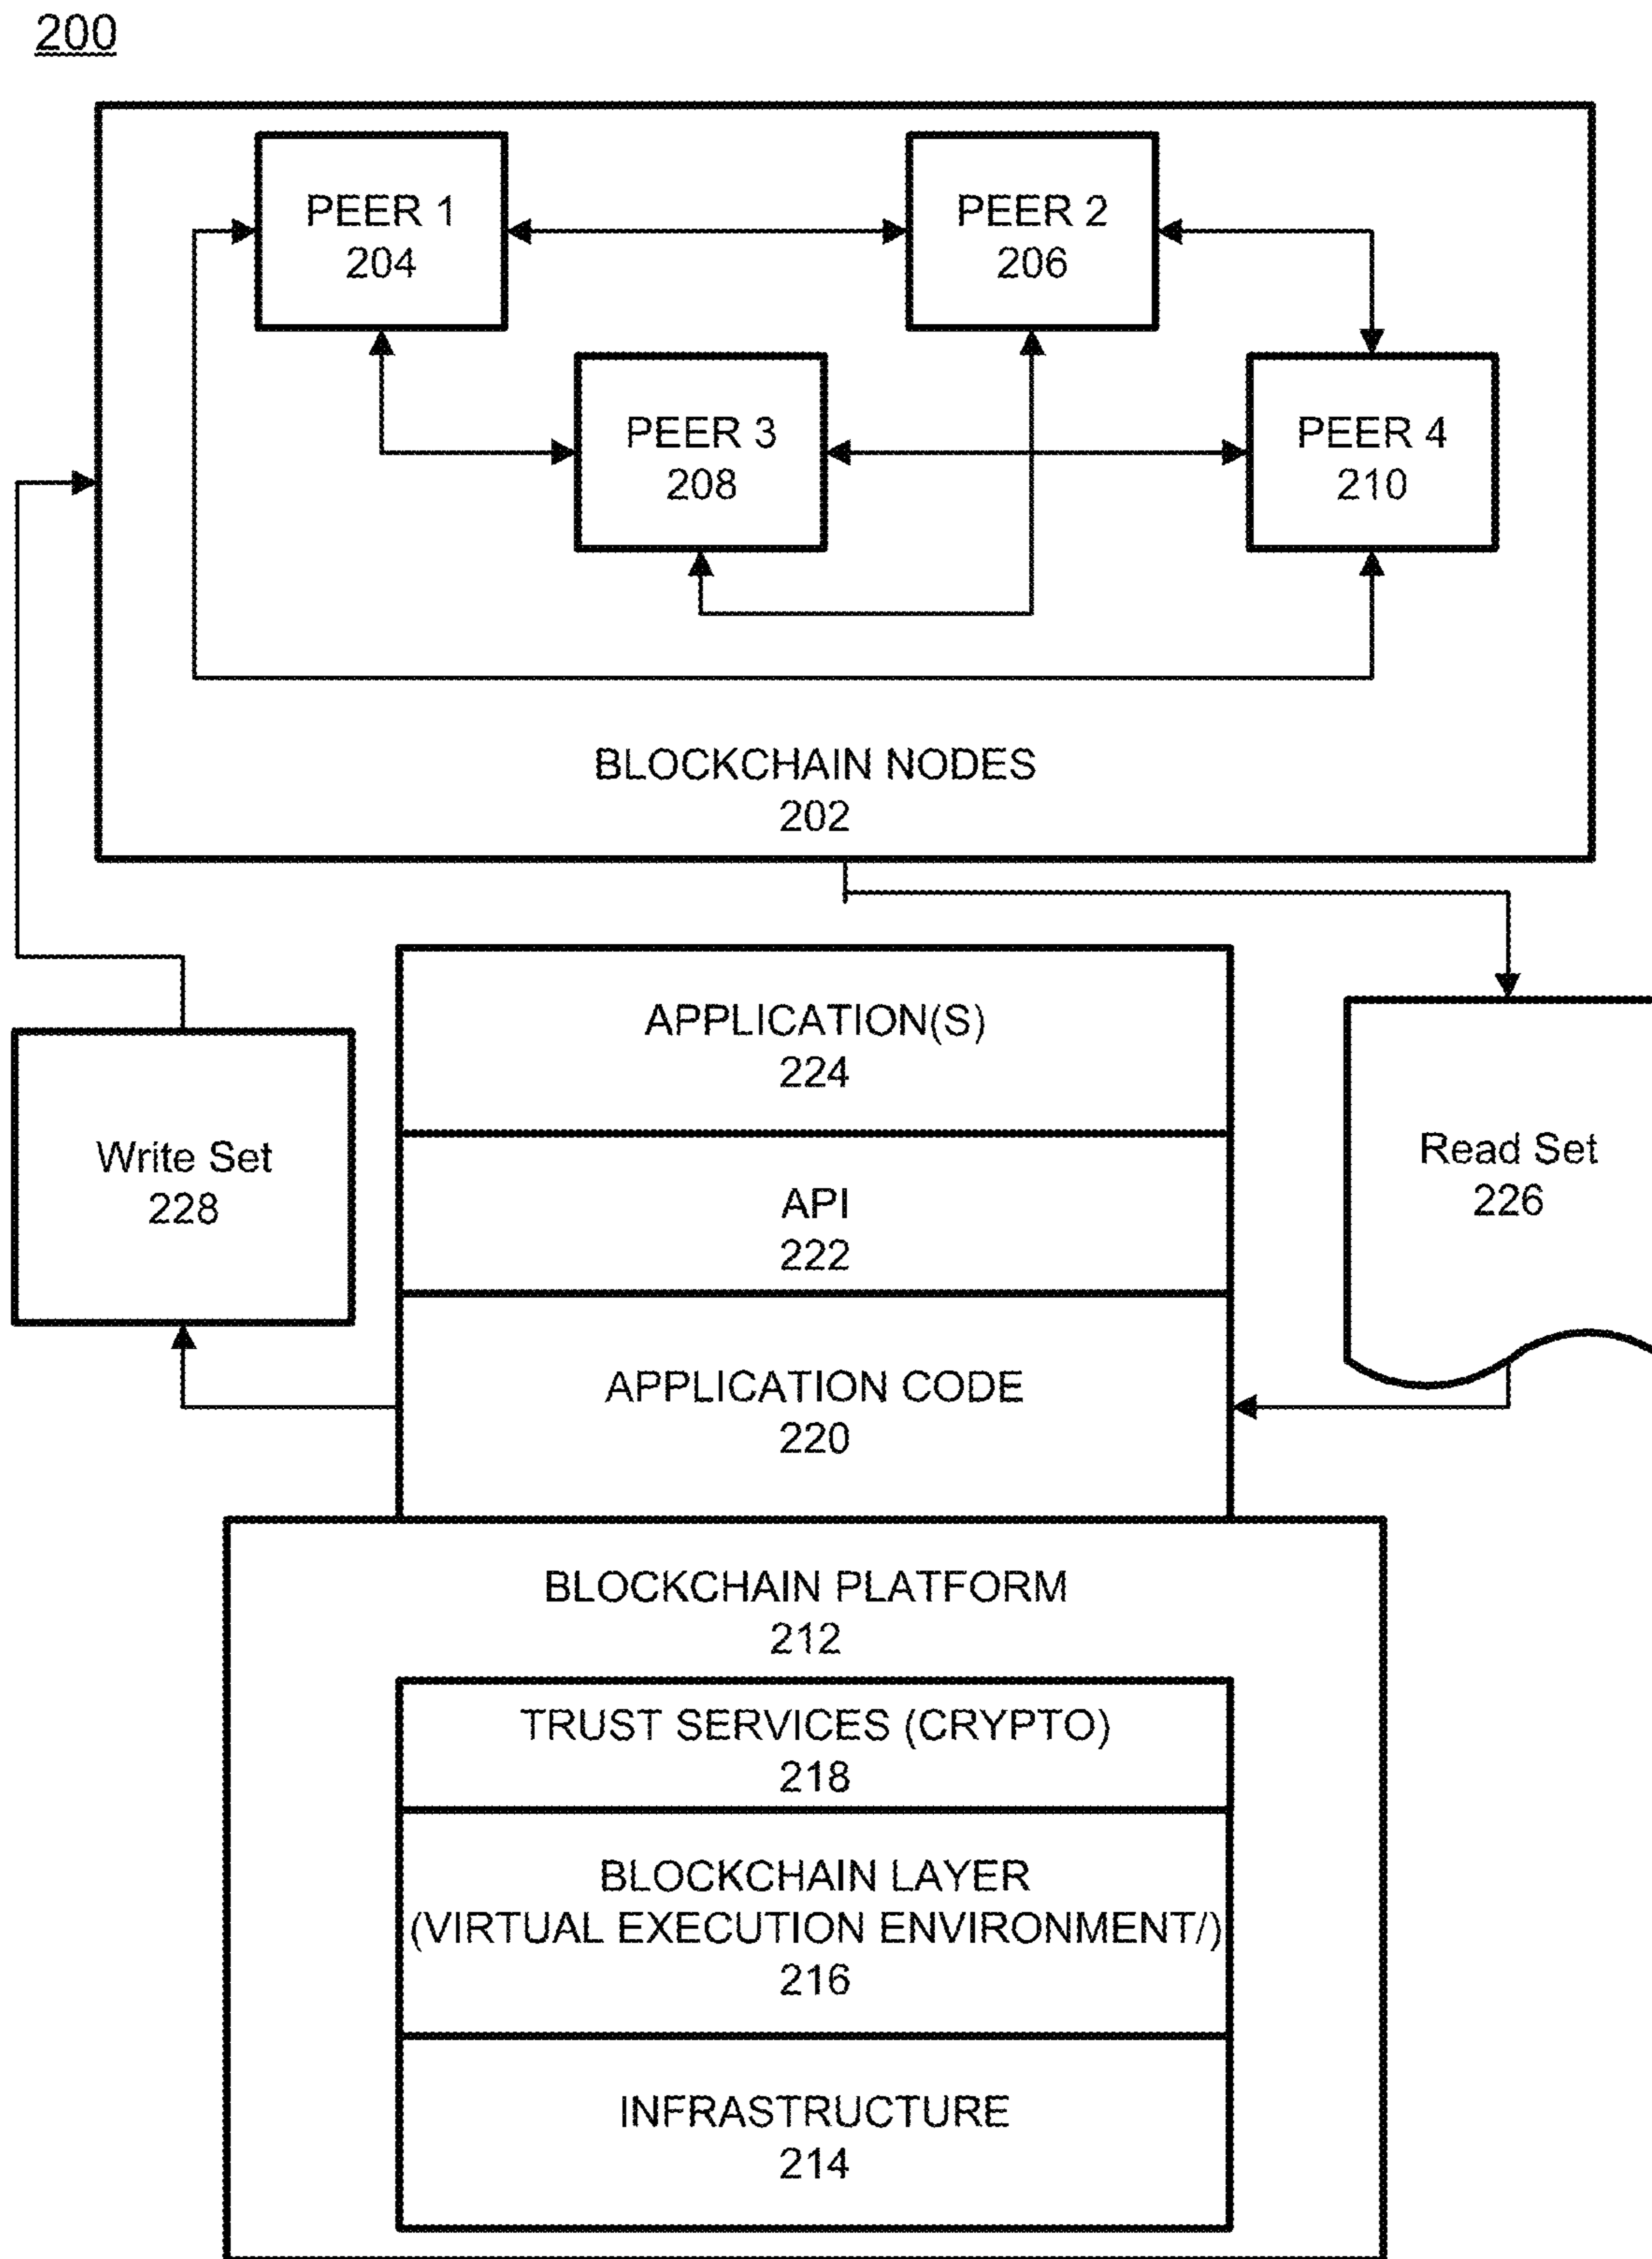 200
PEER 1
204
PEER 2
206
PEER 3
208
PEER 4
210
BLOCKCHAIN NODES
202
APPLICATION(S)
224
Write Set
228
API
222
Read Set
226
APPLICATION CODE
220
BLOCKCHAIN PLATFORM
212
TRUST SERVICES (CRYPTO)
218
BLOCKCHAIN LAYER
(VIRTUAL EXECUTION ENVIRONMENT/)
216
INFRASTRUCTURE
214